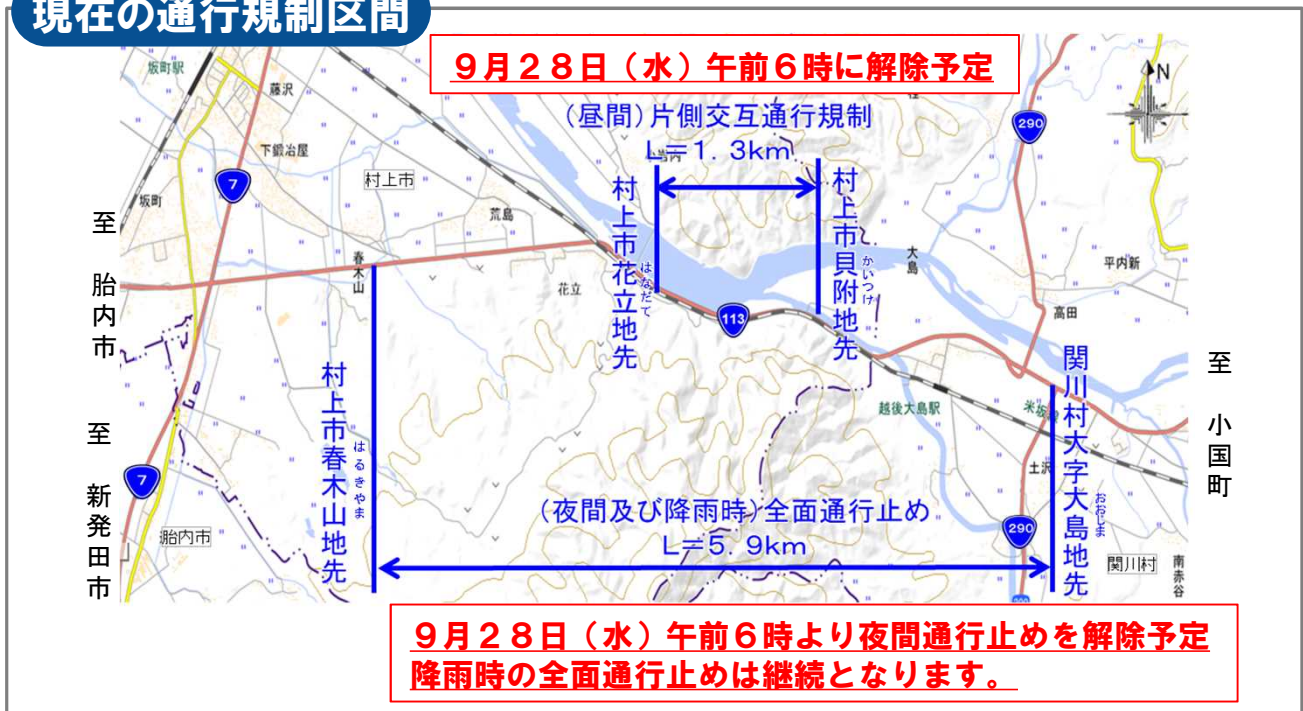 現在の通行規制区間
9月28日（水）午前6時に解除予定
(昼間)片側交互通行規制
L=1.3km
N
坂町駅
藤沢
下鍛冶屋
7
坂町
村上市
荒島
春木山
花立
290
大島
平内新
高田
113
越後大島駅
土沢
290
関川村
南赤谷
7
胎内市
至 胎内市
至 新発田市
至 小国町
村上市花立地先
はなだて
村上市貝附地先
かいつけ
村上市春木山地先
はるきやま
関川村大字大島地先
おおじま
(夜間及び降雨時)全面通行止め
L=5.9km
9月28日（水）午前6時より夜間通行止めを解除予定
降雨時の全面通行止めは継続となります。